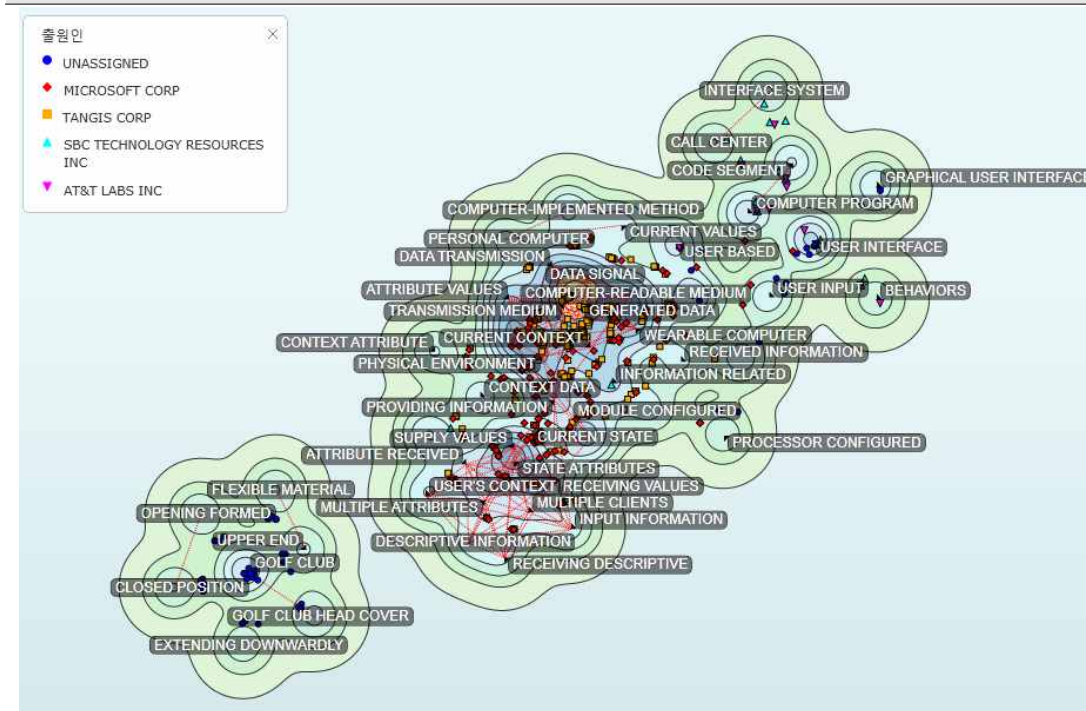 출원인
UNASSIGNED
MICROSOFT CORP
TANGIS CORP
SBC TECHNOLOGY RESOURCES
INC
AT&T LABS INC
INTERFACE SYSTEM
CALL CENTER
CODE SEGMENT
GRAPHICAL USER INTERFACE
COMPUTER PROGRAM
COMPUTER-IMPLEMENTED METHOD
CURRENT VALUES
PERSONAL COMPUTER
USER BASED
USER INTERFACE
DATA TRANSMISSION
DATA SIGNAL
ATTRIBUTE VALUES
COMPUTER-READABLE MEDIUM
USER INPUT
BEHAVIORS
TRANSMISSION MEDIUM
GENERATED DATA
CONTEXT ATTRIBUTE
CURRENT CONTEXT
WEARABLE COMPUTER
RECEIVED INFORMATION
PHYSICAL ENVIRONMENT
INFORMATION RELATED
CONTEXT DATA
PROVIDING INFORMATION
MODULE CONFIGURED
SUPPLY VALUES
CURRENT STATE
PROCESSOR CONFIGURED
ATTRIBUTE RECEIVED
STATE ATTRIBUTES
USER'S CONTEXT
RECEIVING VALUES
FLEXIBLE MATERIAL
MULTIPLE ATTRIBUTES
MULTIPLE CLIENTS
OPENING FORMED
INPUT INFORMATION
UPPER END
DESCRIPTIVE INFORMATION
GOLF CLUB
RECEIVING DESCRIPTIVE
CLOSED POSITION
GOLF CLUB HEAD COVER
EXTENDING DOWNWARDLY